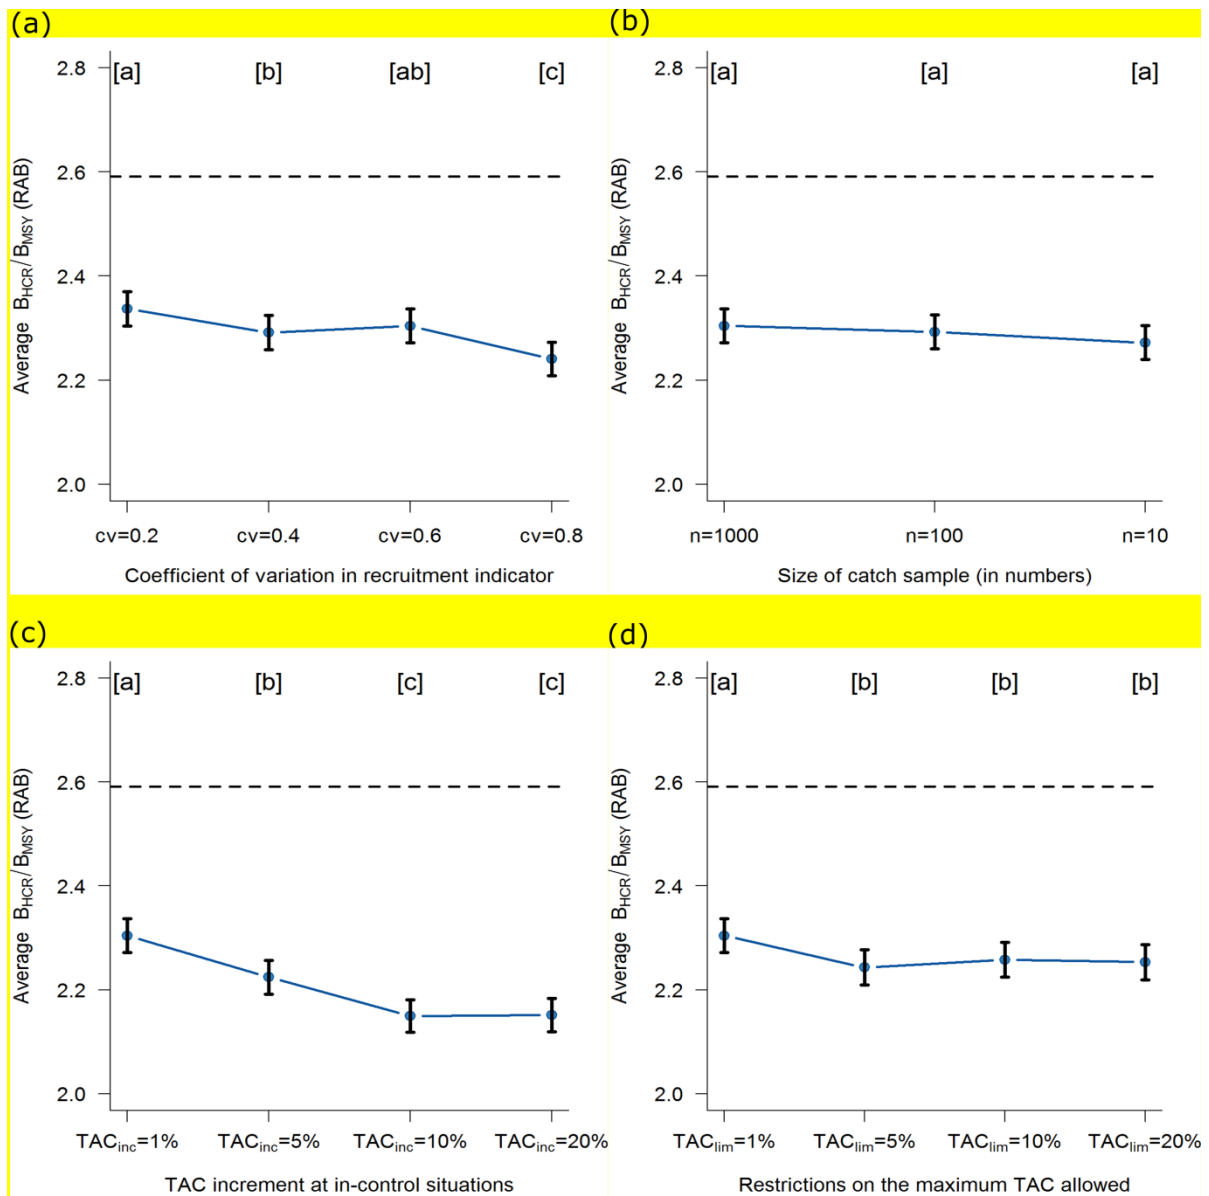 (a)
[a] [b] [ab] [c]
2.8
2.6
2.4
2.2
2.0
Average B_HCR/B_MSY (RAB)
cv=0.2 cv=0.4 cv=0.6 cv=0.8
Coefficient of variation in recruitment indicator
(b)
[a] [a] [a]
2.8
2.6
2.4
2.2
2.0
Average B_HCR/B_MSY (RAB)
n=1000 n=100 n=10
Size of catch sample (in numbers)
(c)
[a] [b] [c] [c]
2.8
2.6
2.4
2.2
2.0
Average B_HCR/B_MSY (RAB)
TAC_inc=1% TAC_inc=5% TAC_inc=10% TAC_inc=20%
TAC increment at in-control situations
(d)
[a] [b] [b] [b]
2.8
2.6
2.4
2.2
2.0
Average B_HCR/B_MSY (RAB)
TAC_lim=1% TAC_lim=5% TAC_lim=10% TAC_lim=20%
Restrictions on the maximum TAC allowed